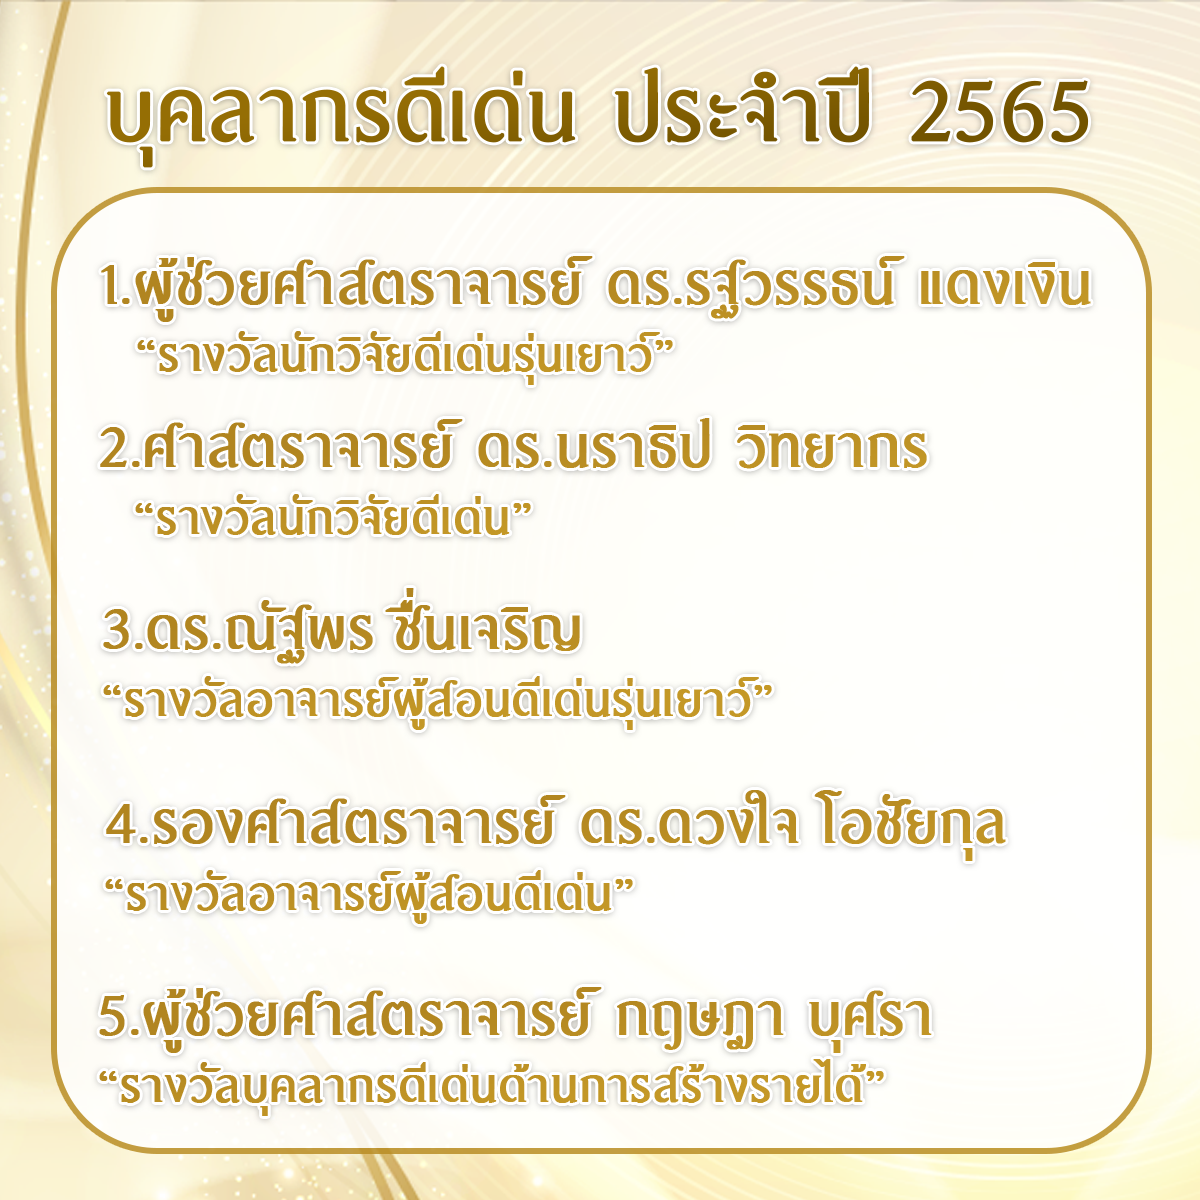 บุคลากรดีเด่น ประจำปี 2565
1.ผู้ช่วยศาสตราจารย์ ดร.รัฐวรรธน์ แดงเงิน
“รางวัลนักวิจัยดีเด่นรุ่นเยาว์”
2.ศาสตราจารย์ ดร.นราธิป วิทยากร
“รางวัลนักวิจัยดีเด่น”
3.ดร.ณัฐพร ชื่นเจริญ
“รางวัลอาจารย์ผู้สอนดีเด่นรุ่นเยาว์”
4.รองศาสตราจารย์ ดร.ดวงใจ โอชัยกุล
“รางวัลอาจารย์ผู้สอนดีเด่น”
5.ผู้ช่วยศาสตราจารย์ กฤษฎา บุศรา
“รางวัลบุคลากรดีเด่นด้านการสร้างรายได้”